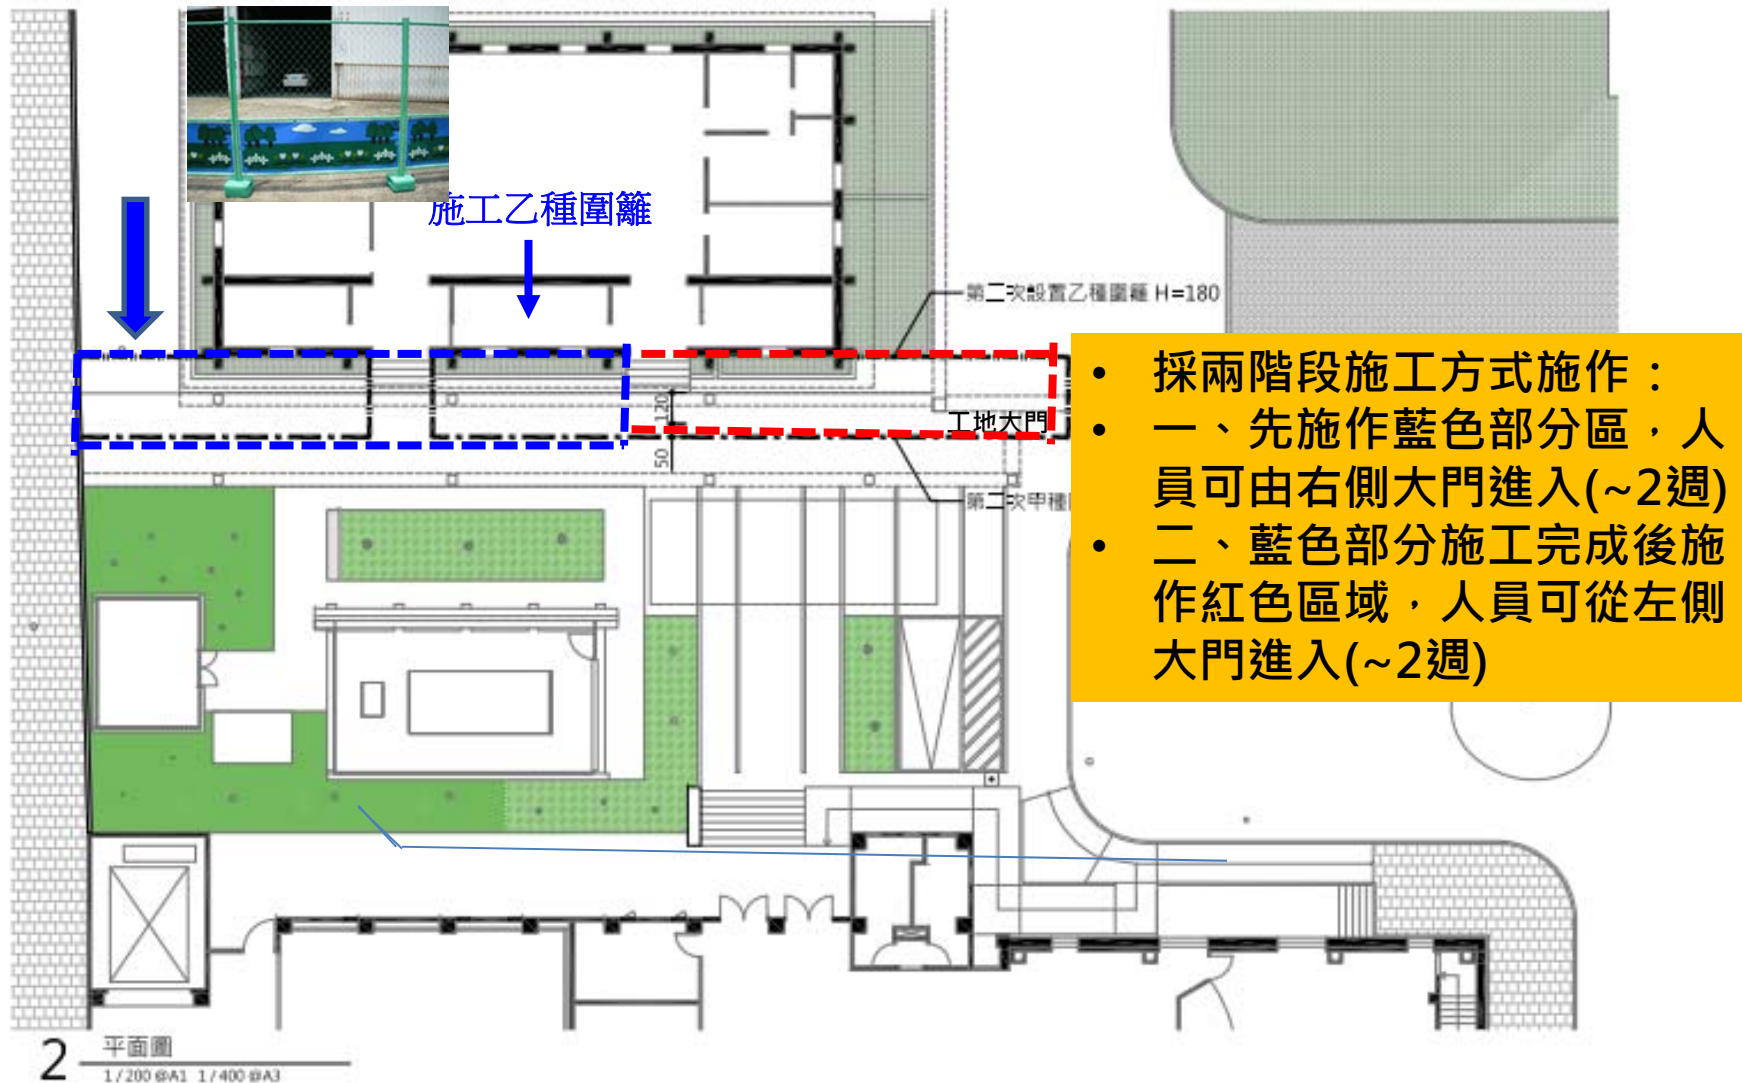 施工乙種圍籬
第二次設置乙種圍籬 H=180
120
工地大門
50
第二次甲種
• 採兩階段施工方式施作：
• 一、先施作藍色部分區，人
員可由右側大門進入(~2週)
• 二、藍色部分施工完成後施
作紅色區域，人員可從左側
大門進入(~2週)
2 平面圖
1/200 @A1 1/400 @A3